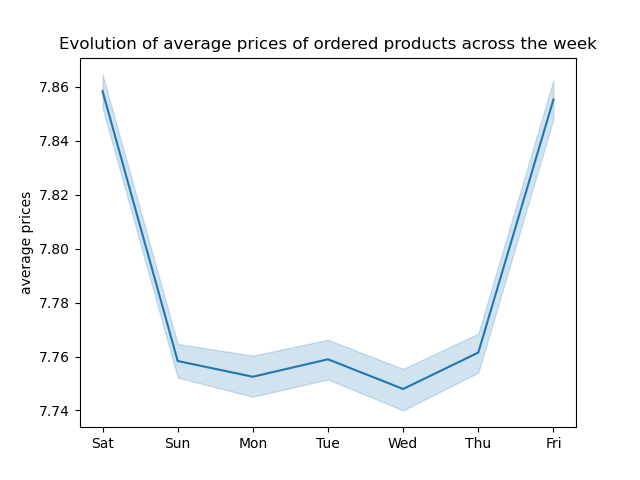 Evolution of average prices of ordered products across the week
average prices
7.86
7.84
7.82
7.80
7.78
7.76
7.74
Sat Sun Mon Tue Wed Thu Fri